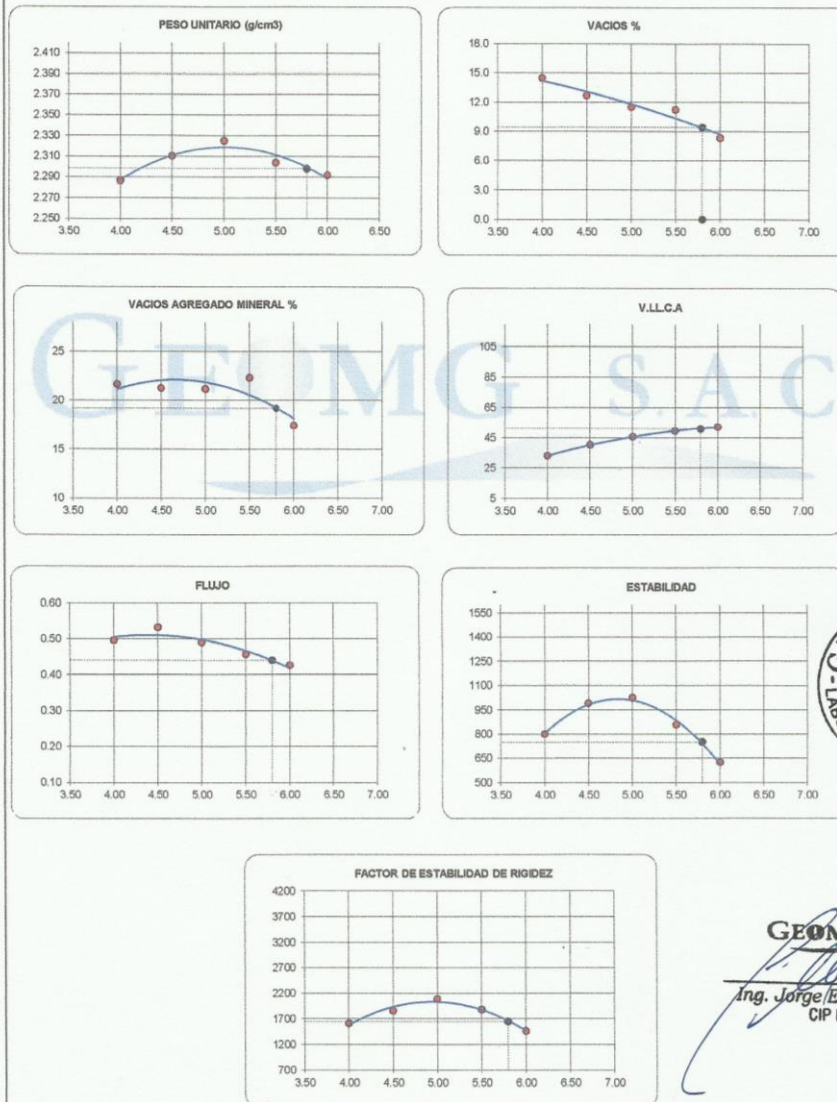 PESO UNITARIO (g/cm3)
2.410
2.390
2.370
2.350
2.330
2.310
2.290
2.270
2.250
3.50 4.00 4.50 5.00 5.50 6.00 6.50
VACIOS %
18.0
15.0
12.0
9.0
6.0
3.0
0.0
3.50 4.00 4.50 5.00 5.50 6.00 6.50 7.00
VACIOS AGREGADO MINERAL %
25
20
15
10
3.50 4.00 4.50 5.00 5.50 6.00 6.50 7.00
V.LL.C.A
105
85
65
45
25
5
3.50 4.00 4.50 5.00 5.50 6.00 6.50 7.00
GEOMG S.A.C
FLUJO
0.60
0.50
0.40
0.30
0.20
0.10
3.50 4.00 4.50 5.00 5.50 6.00 6.50 7.00
ESTABILIDAD
1550
1400
1250
1100
950
800
650
500
3.50 4.00 4.50 5.00 5.50 6.00 6.50 7.00
FACTOR DE ESTABILIDAD DE RIGIDEZ
4200
3700
3200
2700
2200
1700
1200
700
3.50 4.00 4.50 5.00 5.50 6.00 6.50 7.00
Ing. Jorge
CIP